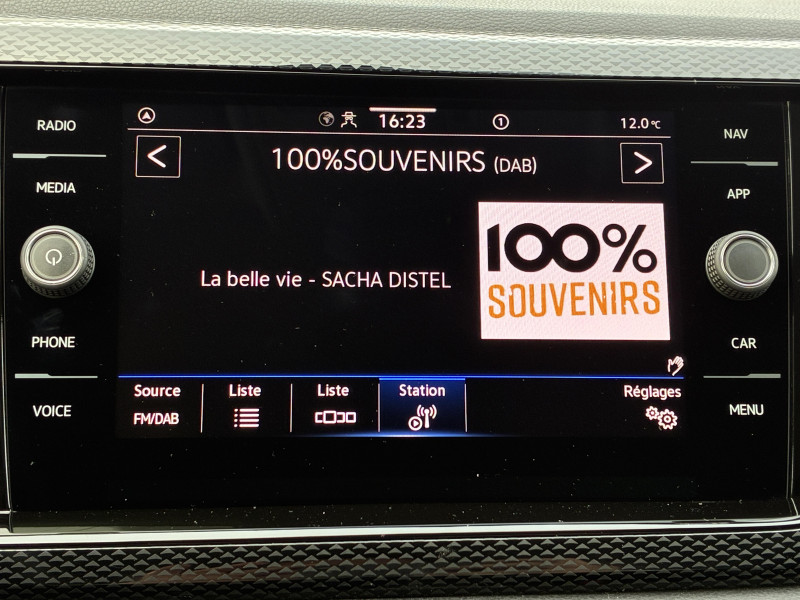 RADIO
MEDIA
PHONE
VOICE
16:23
1
12.0°C
< 100%SOUVENIRS (DAB) >
La belle vie - SACHA DISTEL
100%
SOUVENIRS
Source
FM/DAB
Liste
Liste
Station
Réglages
NAV
APP
CAR
MENU